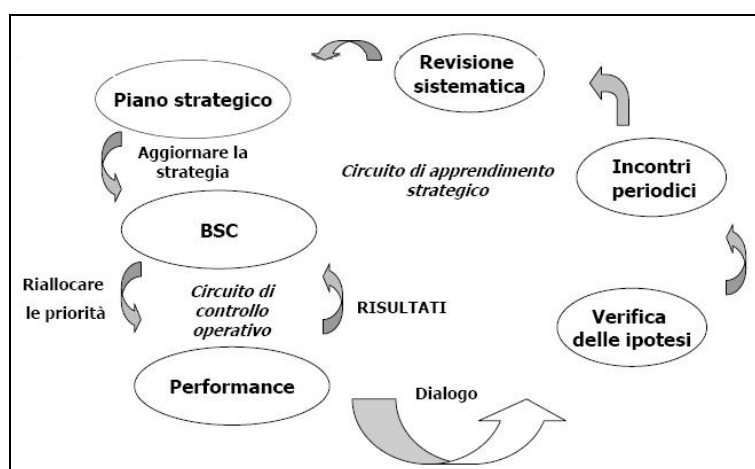 Revisione
sistematica
Piano strategico
Aggiornare la
strategia
Circuito di apprendimento
strategico
Incontri
periodici
BSC
Riallocare
le priorità
Circuito di
controllo
operativo
RISULTATI
Verifica
delle ipotesi
Performance
Dialogo